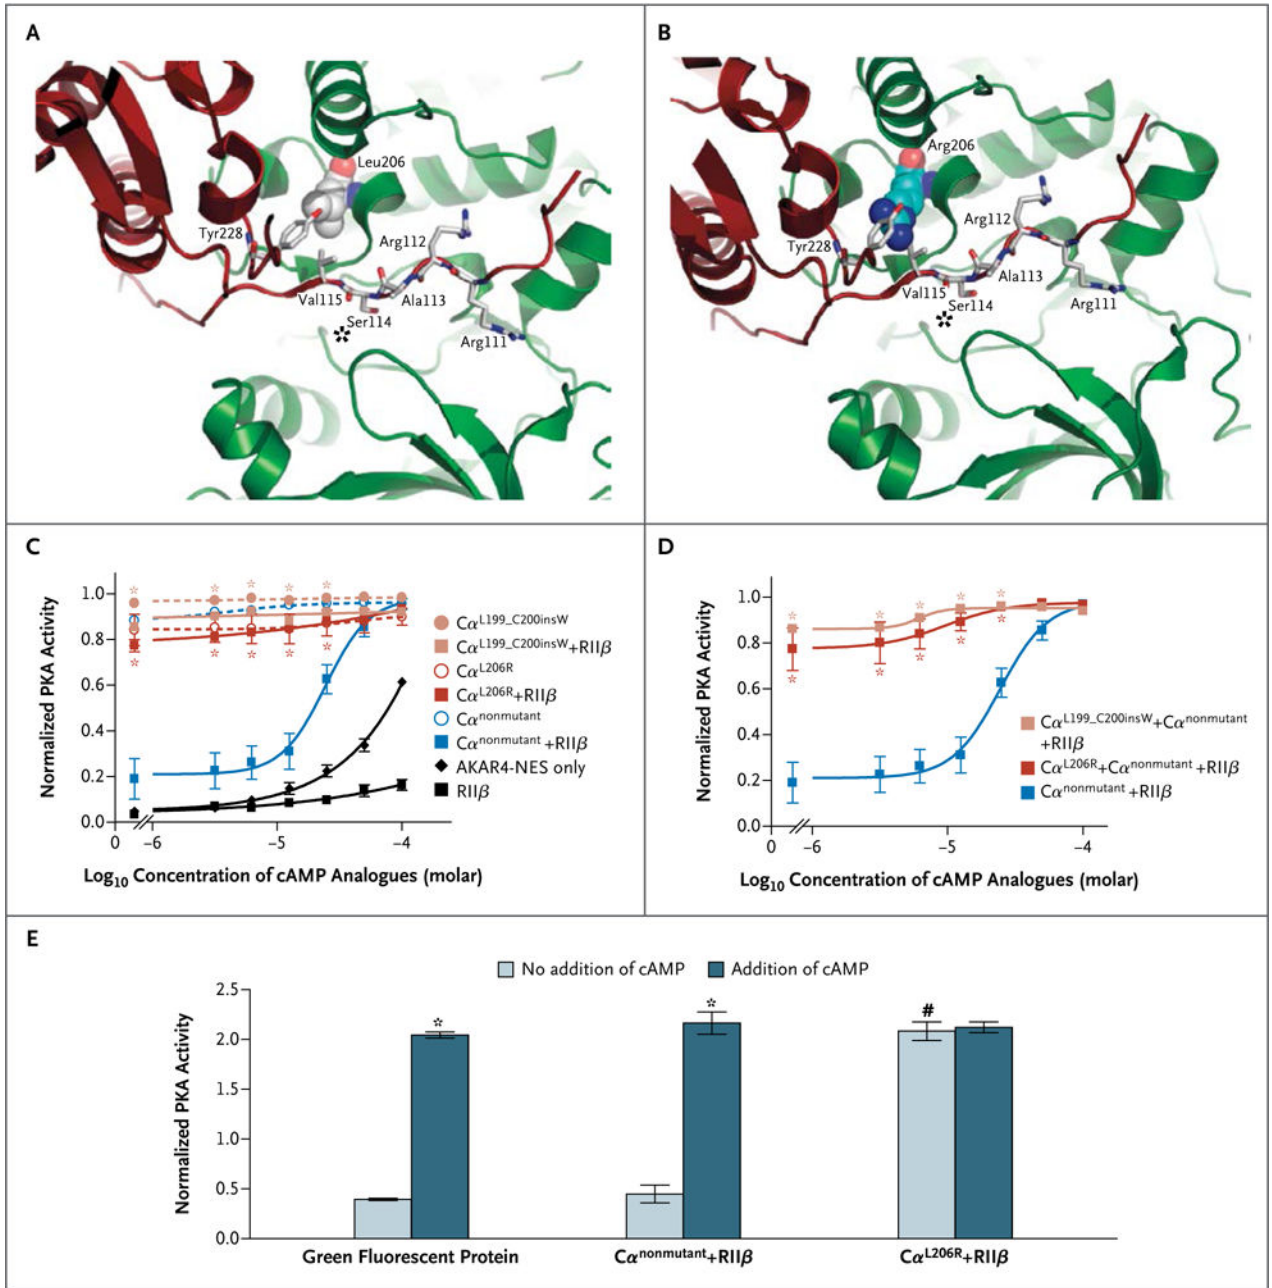 A
Leu206
Tyr228
Arg112
Val115
Ala113
Ser114
Arg111
B
Arg206
Arg112
Tyr228
Val115
Ala113
Ser114
Arg111
C
Normalized PKA Activity
1.0
0.8
0.6
0.4
0.2
0.0
0
−6
−5
−4
Log₁₀ Concentration of cAMP Analogues (molar)
Cα^L199_C200insW
Cα^L199_C200insW+RIIβ
Cα^L206R
Cα^L206R+RIIβ
Cα^nonmutant
Cα^nonmutant +RIIβ
AKAR4-NES only
RIIβ
D
Normalized PKA Activity
1.0
0.8
0.6
0.4
0.2
0.0
0
−6
−5
−4
Log₁₀ Concentration of cAMP Analogues (molar)
Cα^L199_C200insW+Cα^nonmutant
+RIIβ
Cα^L206R+Cα^nonmutant +RIIβ
Cα^nonmutant +RIIβ
E
No addition of cAMP
Addition of cAMP
Normalized PKA Activity
2.5
2.0
1.5
1.0
0.5
0.0
*
*
#
Green Fluorescent Protein
Cα^nonmutant+RIIβ
Cα^L206R+RIIβ